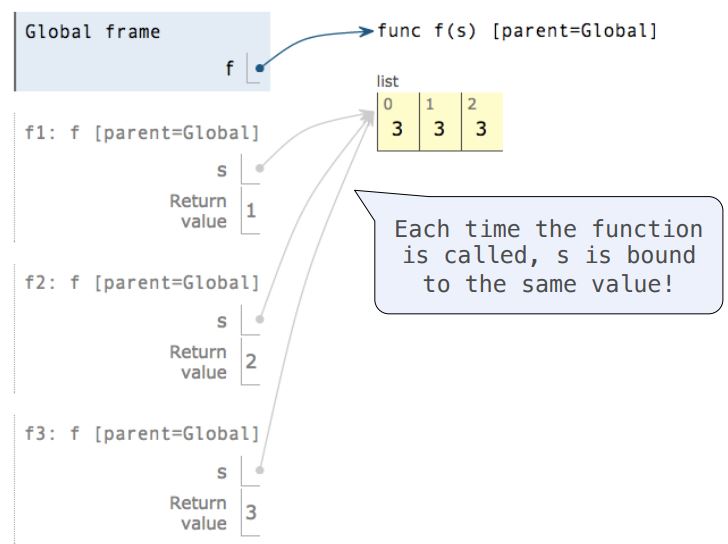 Global frame
f
func f(s) [parent=Global]
list
0 1 2
3 3 3
f1: f [parent=Global]
s
Return
value 1
Each time the function
is called, s is bound
to the same value!
f2: f [parent=Global]
s
Return
value 2
f3: f [parent=Global]
s
Return
value 3